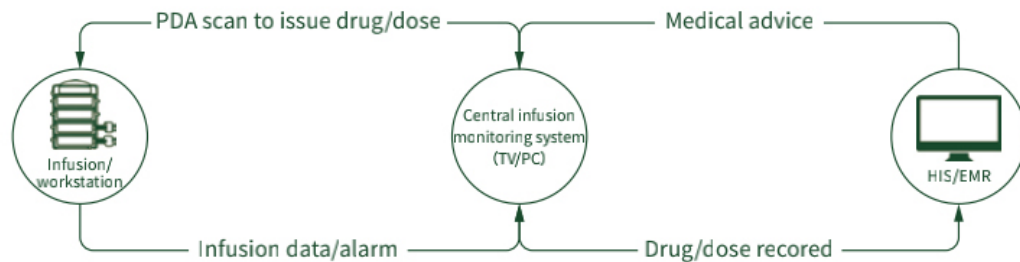 PDA scan to issue drug/dose
Medical advice
Infusion/
workstation
Central infusion
monitoring system
(TV/PC)
HIS/EMR
Infusion data/alarm
Drug/dose recored